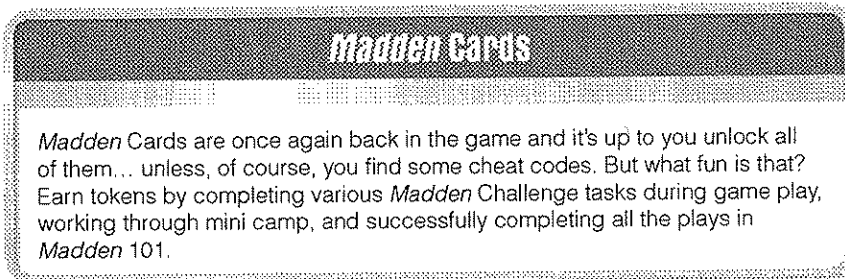 Madden Cards
Madden Cards are once again back in the game and it's up to you unlock all
of them... unless, of course, you find some cheat codes. But what fun is that?
Earn tokens by completing various Madden Challenge tasks during game play,
working through mini camp, and successfully completing all the plays in
Madden 101.